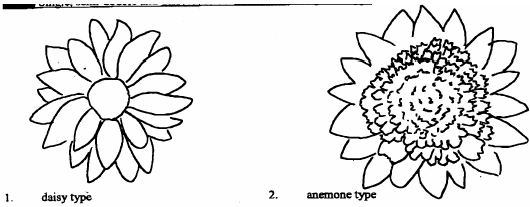 1. daisy type
2. anemone type